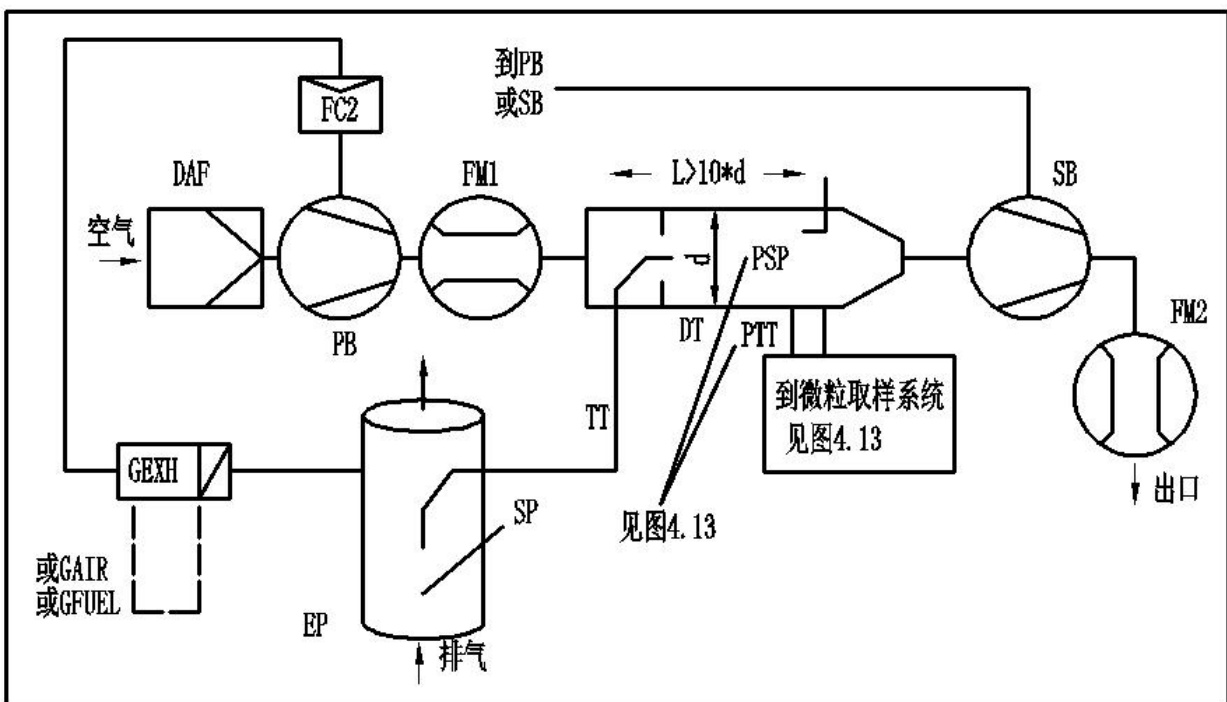 到PB
或SB
FC2
DAF
FM1
L>10*d
SB
空气
d
PSP
PB
DT
PTT
FM2
到微粒取样系统
见图4.13
TT
GEXH
SP
见图4.13
出口
或GAIR
或GFUEL
EP
排气